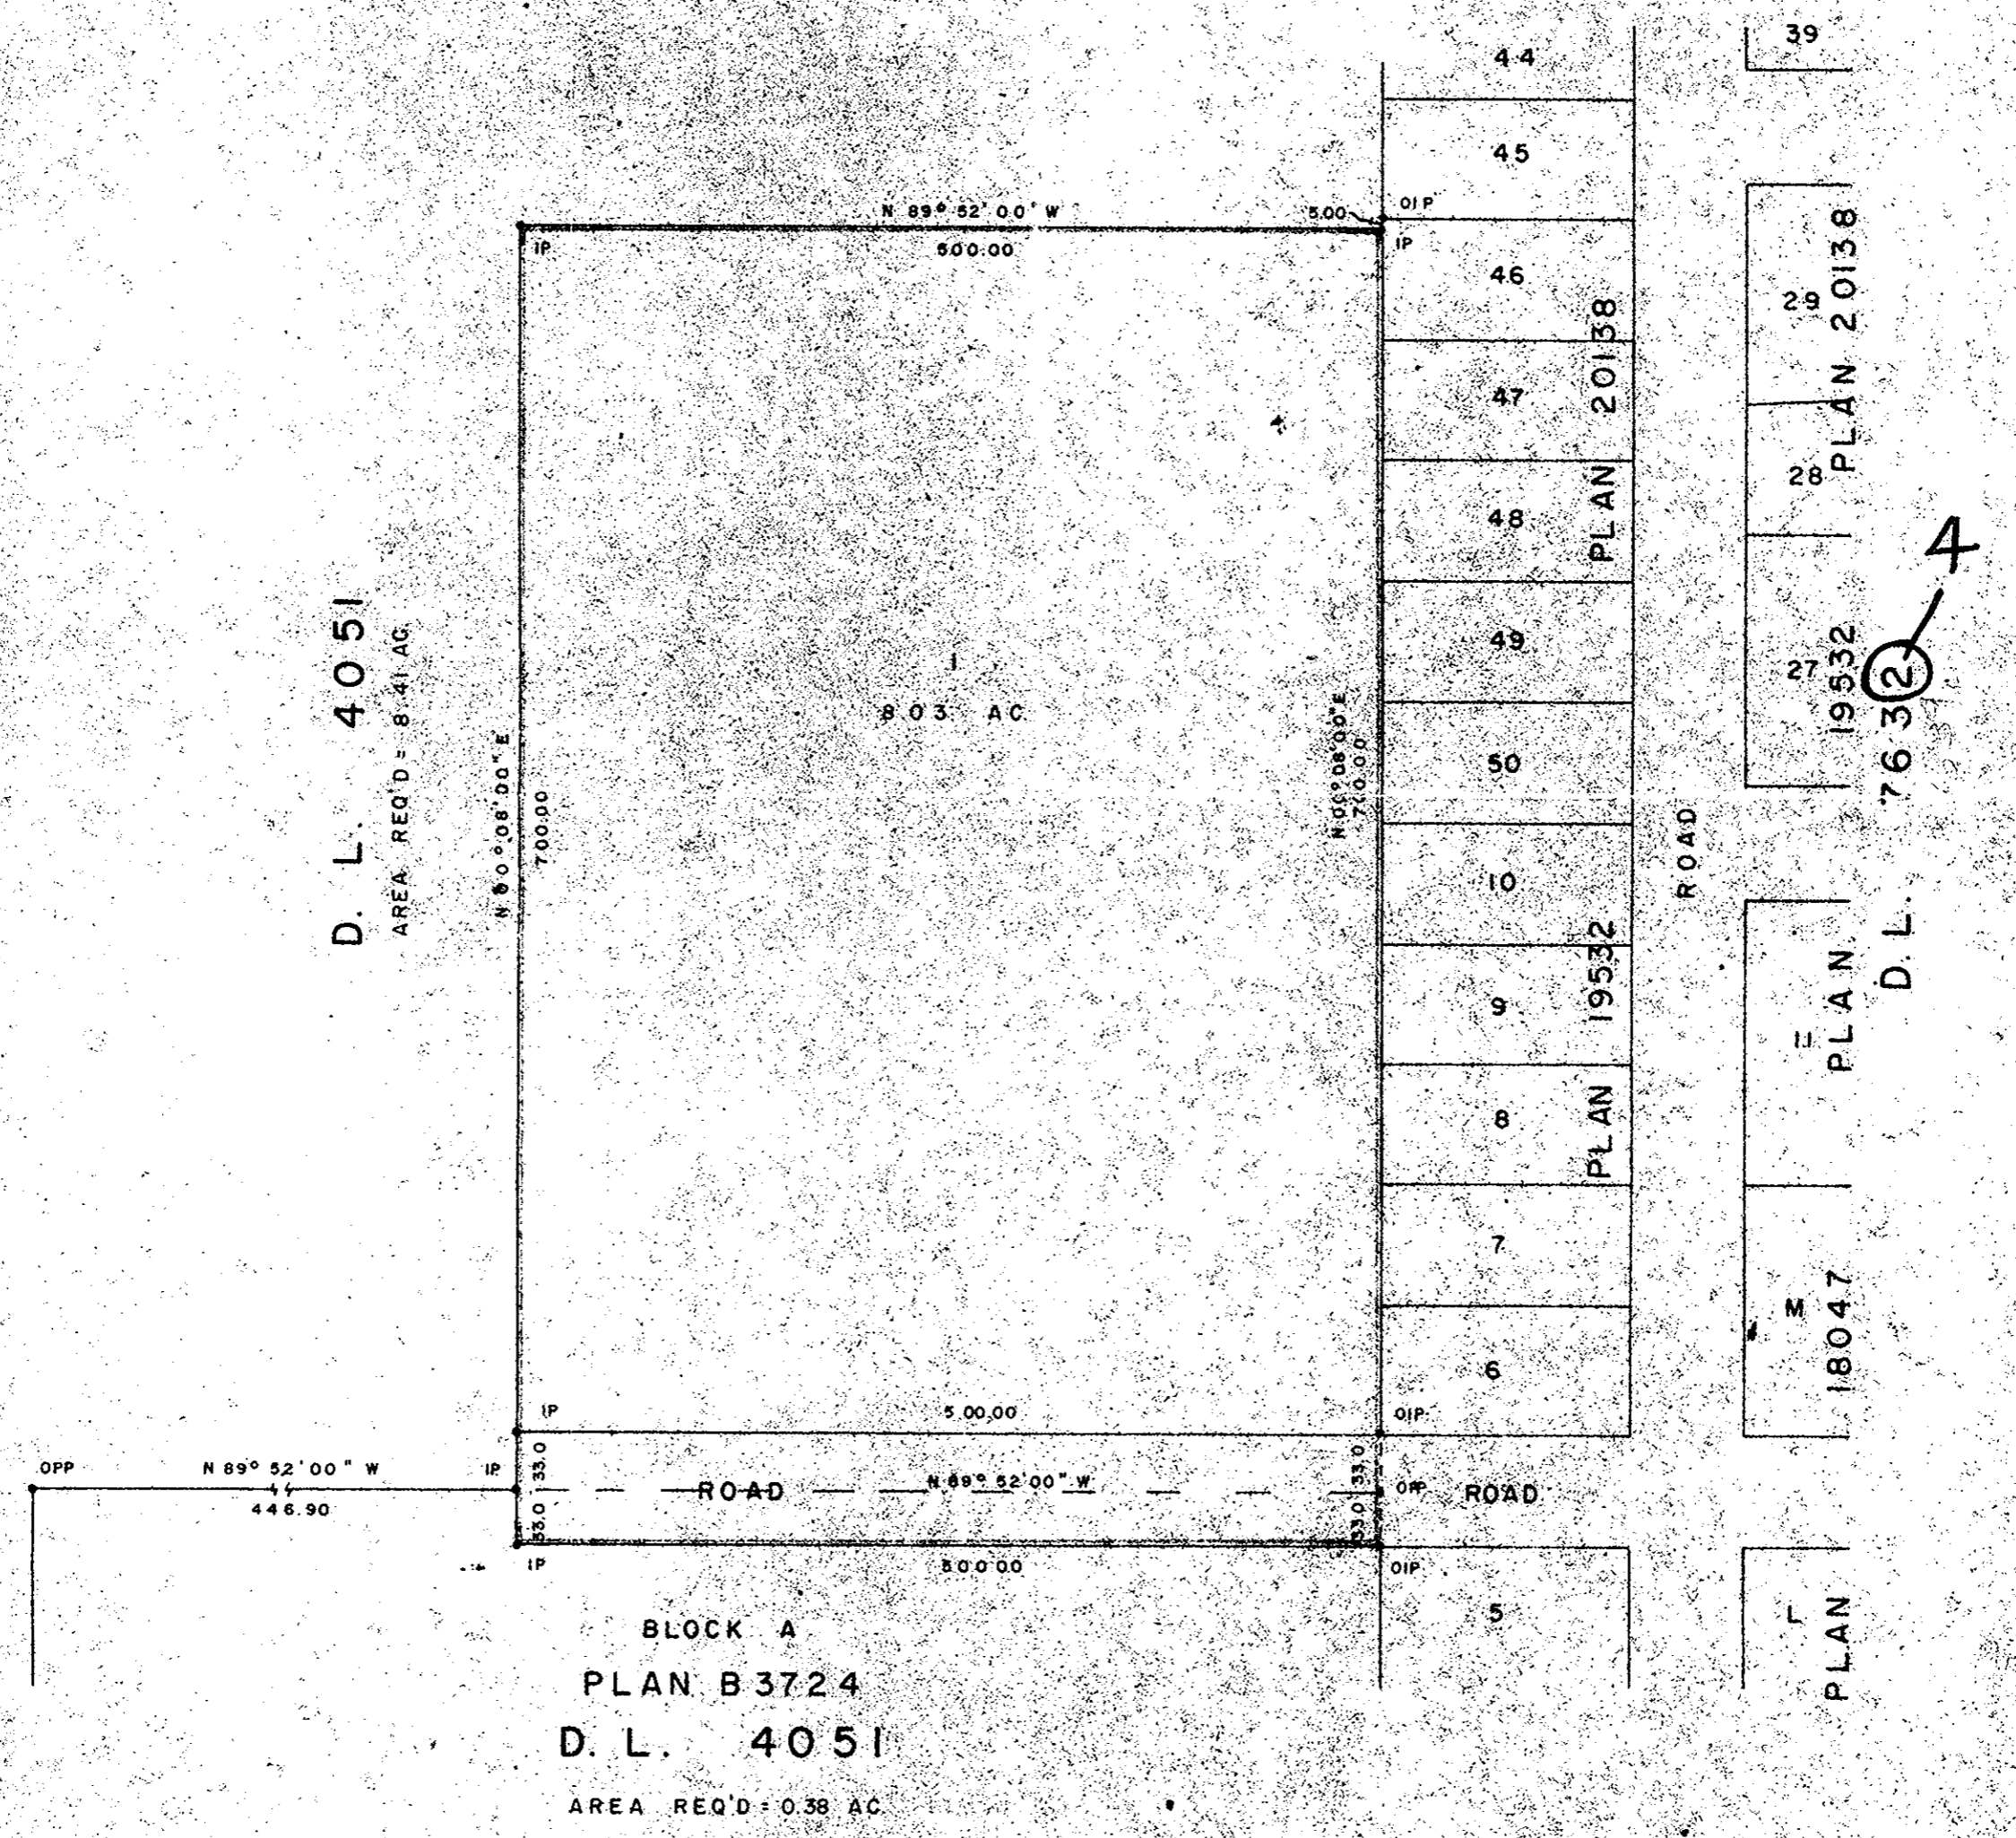 39
44
45
N 89° 52' 00' W
5.00
OIP
IP
500.00
IP
46
47
48
49
50
10
9
8
7
6
PLAN 20138
PLAN 19532
29
28
27
11
M
L
PLAN 20138
PLAN 19532
PLAN 18047
4
D. L. 7632
ROAD
D. L. 4051
AREA REQ'D = 8.41 AC.
N 00° 08' 00" E
700.00
1
8 03 AC
N 00° 08' 00" E
700.00
IP
5 00.00
OIP
OPP
N 89° 52' 00" W
IP
446.90
33.0
33.0
ROAD
N 89° 52' 00" W
33.0
33.0
OPP
ROAD
IP
500.00
OIP
5
BLOCK A
PLAN B 3724
D. L. 4051
AREA REQ'D = 0.38 AC.